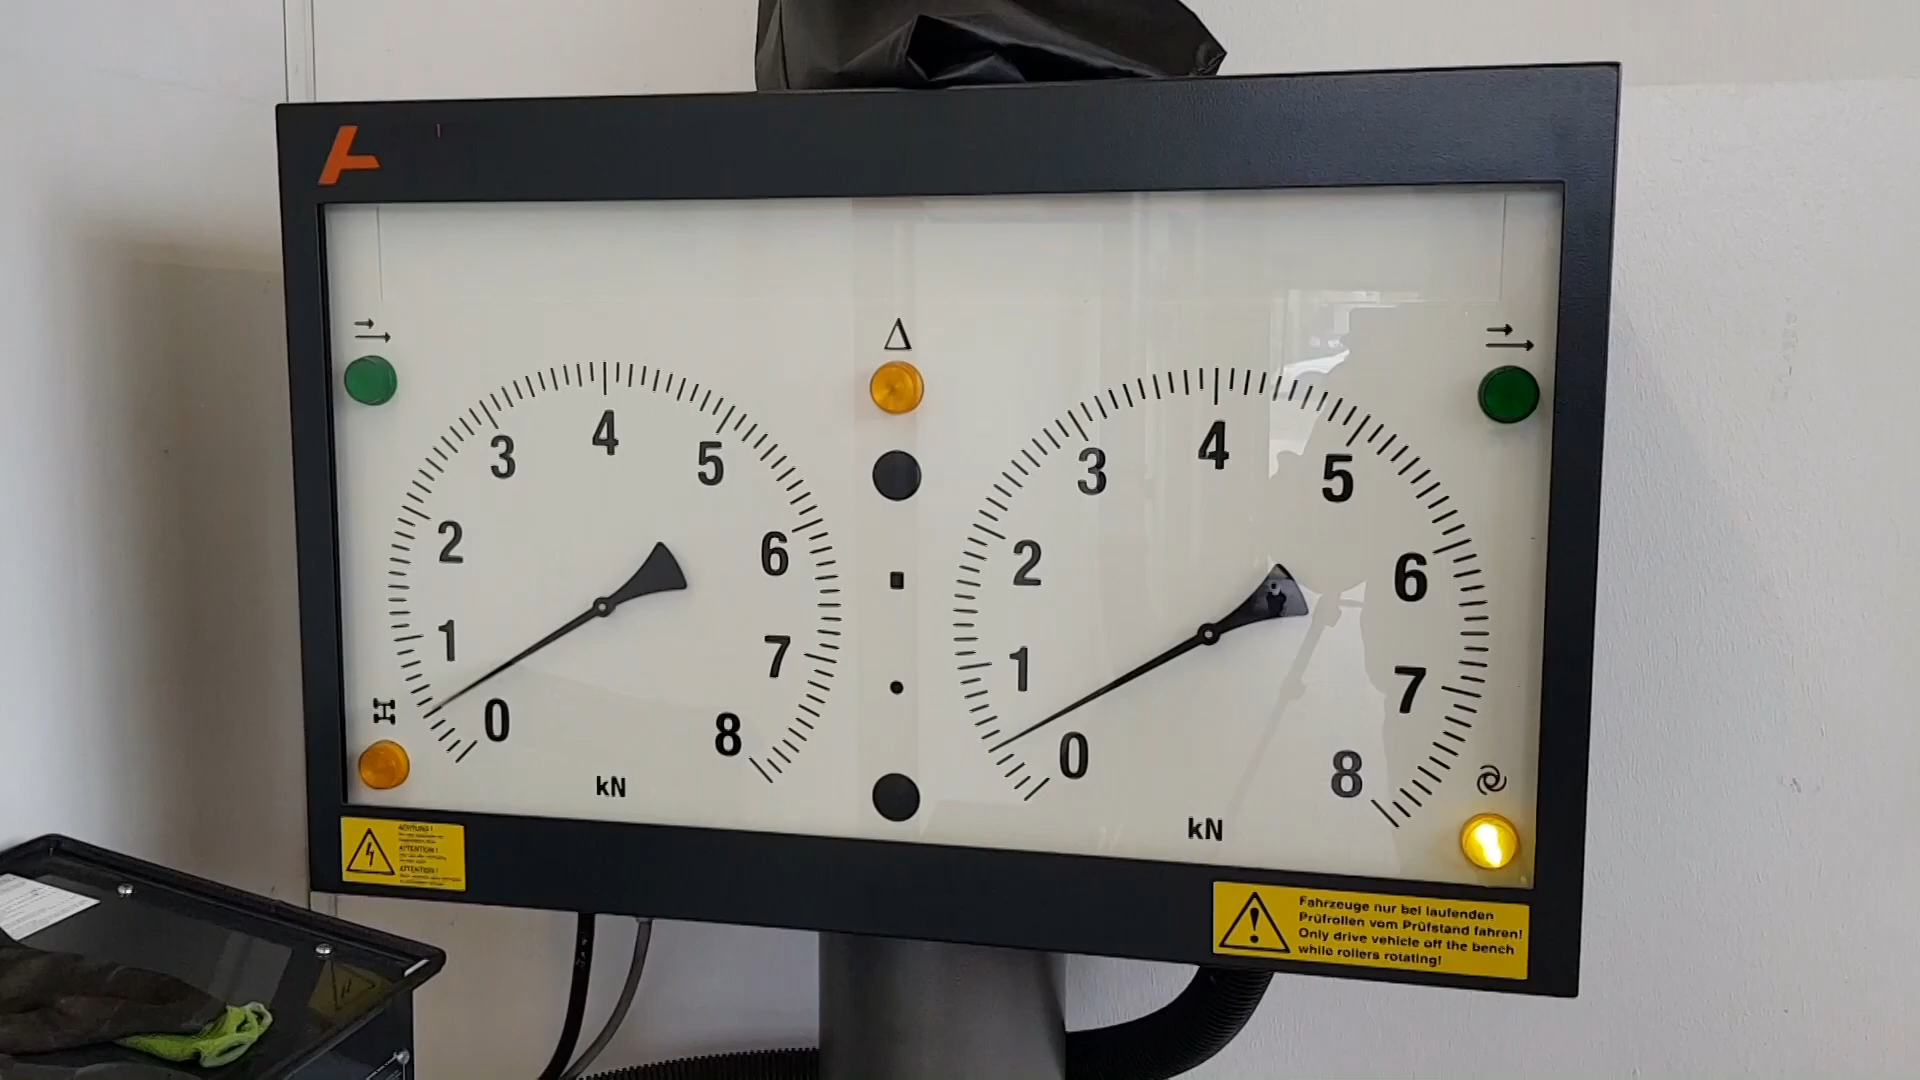 Δ
4
4
3
5
3
5
2
6
2
6
1
7
1
7
0
8
0
8
kN
kN
ACHTUNG !
ATTENTION !
ATTENTION !
Fahrzeuge nur bei laufenden
Prüfrollen vom Prüfstand fahren!
Only drive vehicle off the bench
while rollers rotating!